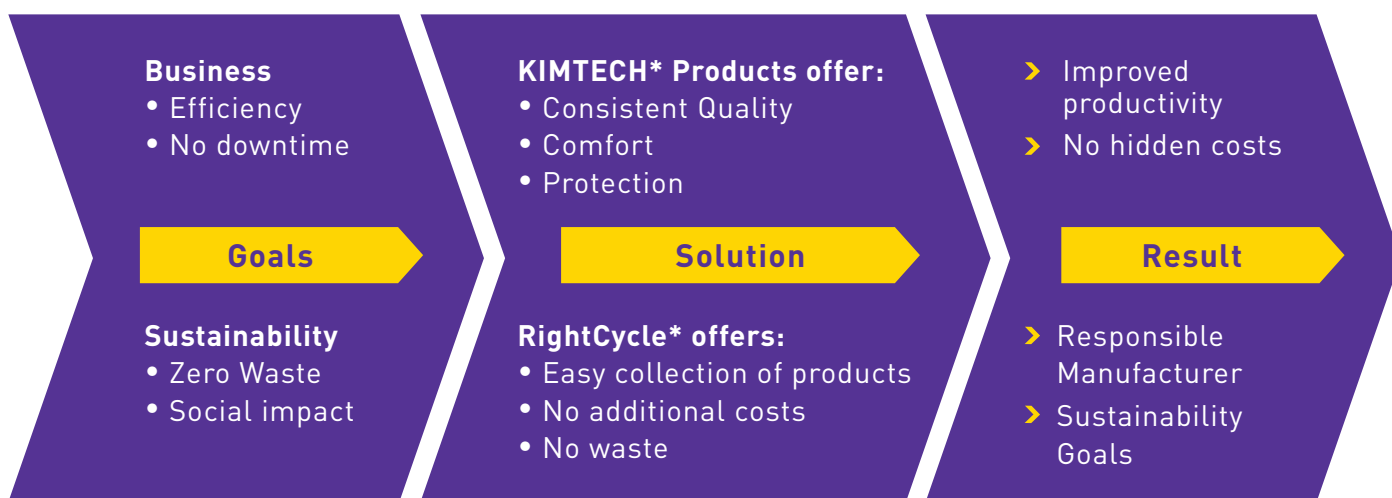 Business
• Efficiency
• No downtime
Goals
Sustainability
• Zero Waste
• Social impact
KIMTECH* Products offer:
• Consistent Quality
• Comfort
• Protection
Solution
RightCycle* offers:
• Easy collection of products
• No additional costs
• No waste
Improved
productivity
No hidden costs
Result
Responsible
Manufacturer
Sustainability
Goals